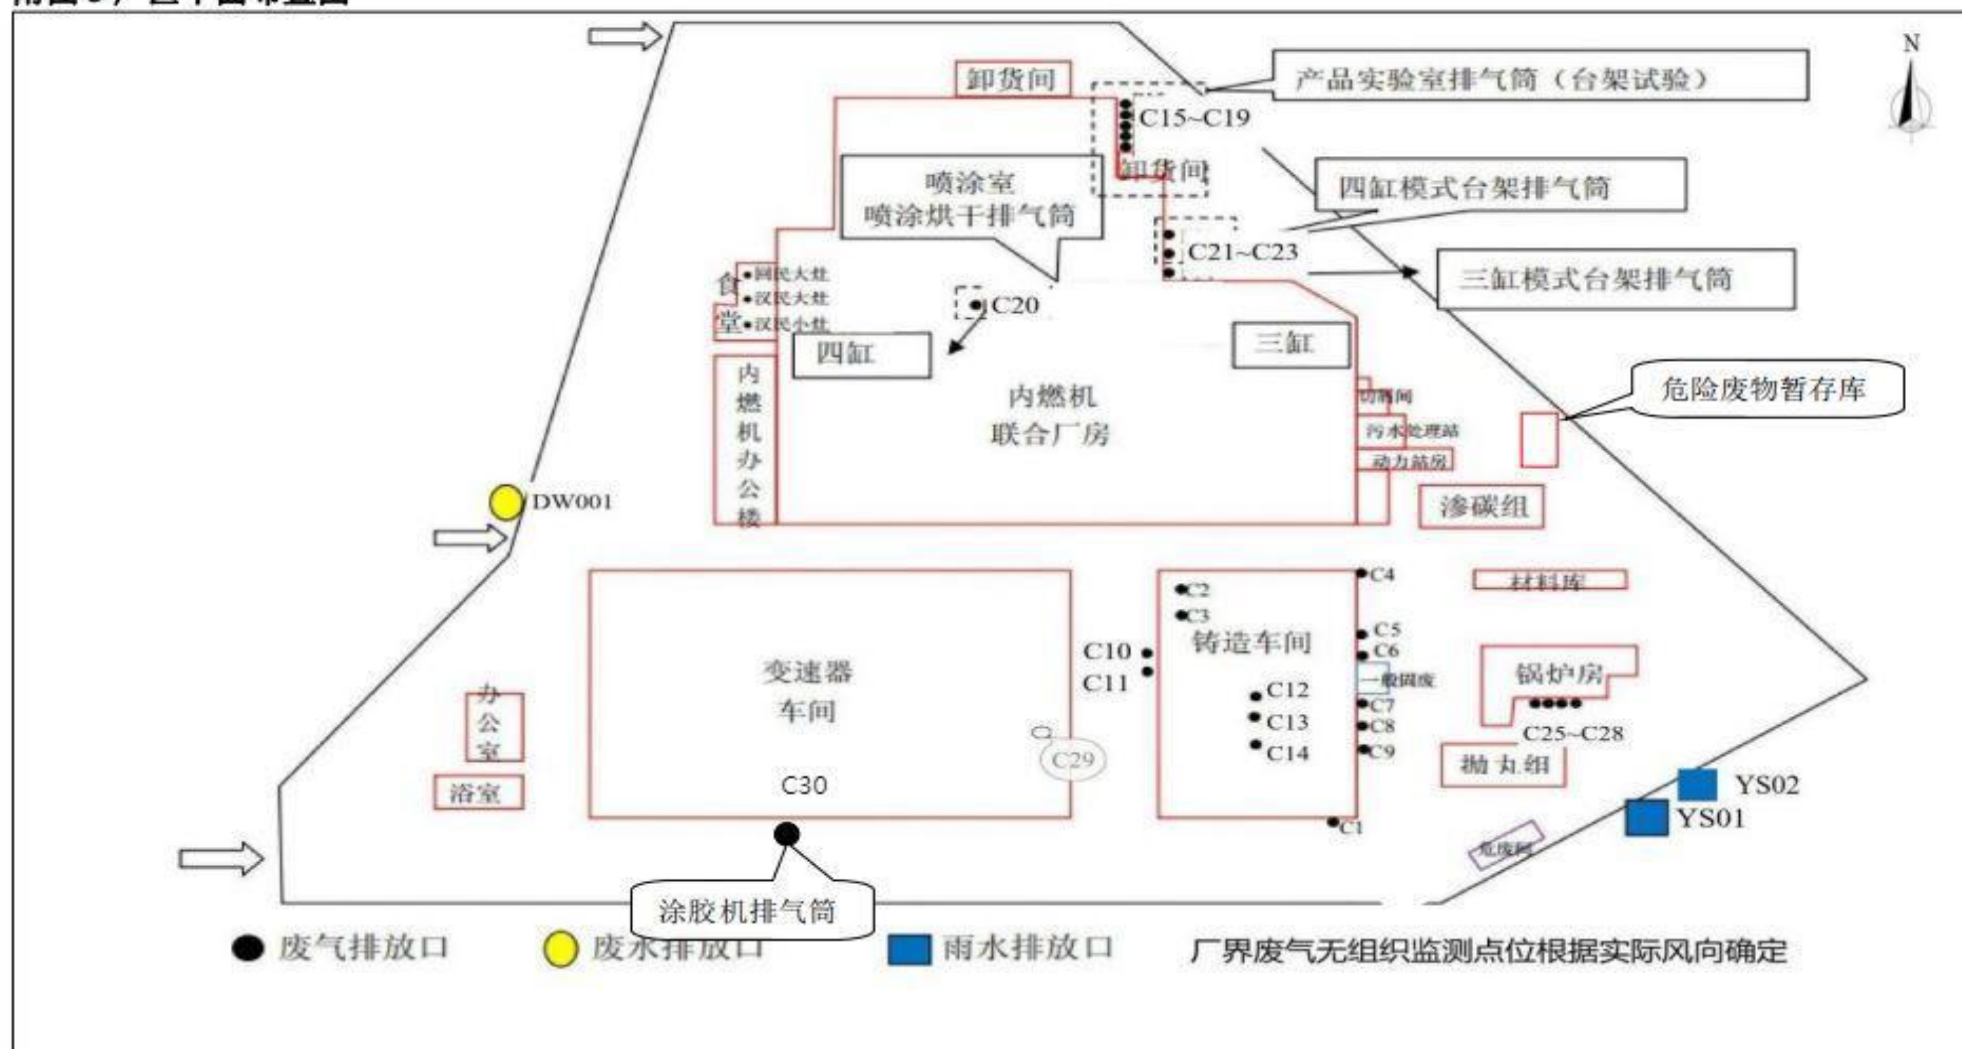 N
卸货间
产品实验室排气筒（台架试验）
C15~C19
卸货间
喷涂室
喷涂烘干排气筒
四缸模式台架排气筒
C21~C23
三缸模式台架排气筒
食堂
回民大灶
汉民大灶
汉民小灶
C20
四缸
三缸
内燃机办公楼
内燃机
联合厂房
危险废物暂存库
污水处理站
动力站房
渗碳组
DW001
C4
材料库
C2
C3
C5
C6
铸造车间
C10
C11
一般固废
锅炉房
变速器
车间
C12
C13
C14
C7
C8
C9
C25~C28
办公室
浴室
C29
C30
抛丸组
YS02
YS01
C1
危废间
涂胶机排气筒
废气排放口
废水排放口
雨水排放口
厂界废气无组织监测点位根据实际风向确定